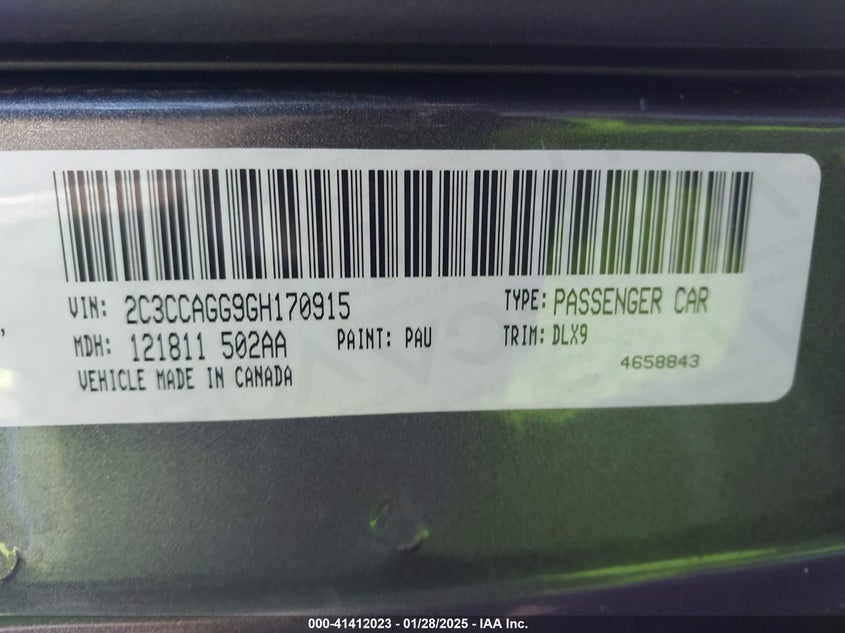 VIN: 2C3CCAGG9GH170915 TYPE: PASSENGER CAR
MDH: 121811 502AA PAINT: PAU TRIM: DLX9
VEHICLE MADE IN CANADA 4658843
000-41412023 — 01/28/2025 — IAA Inc.